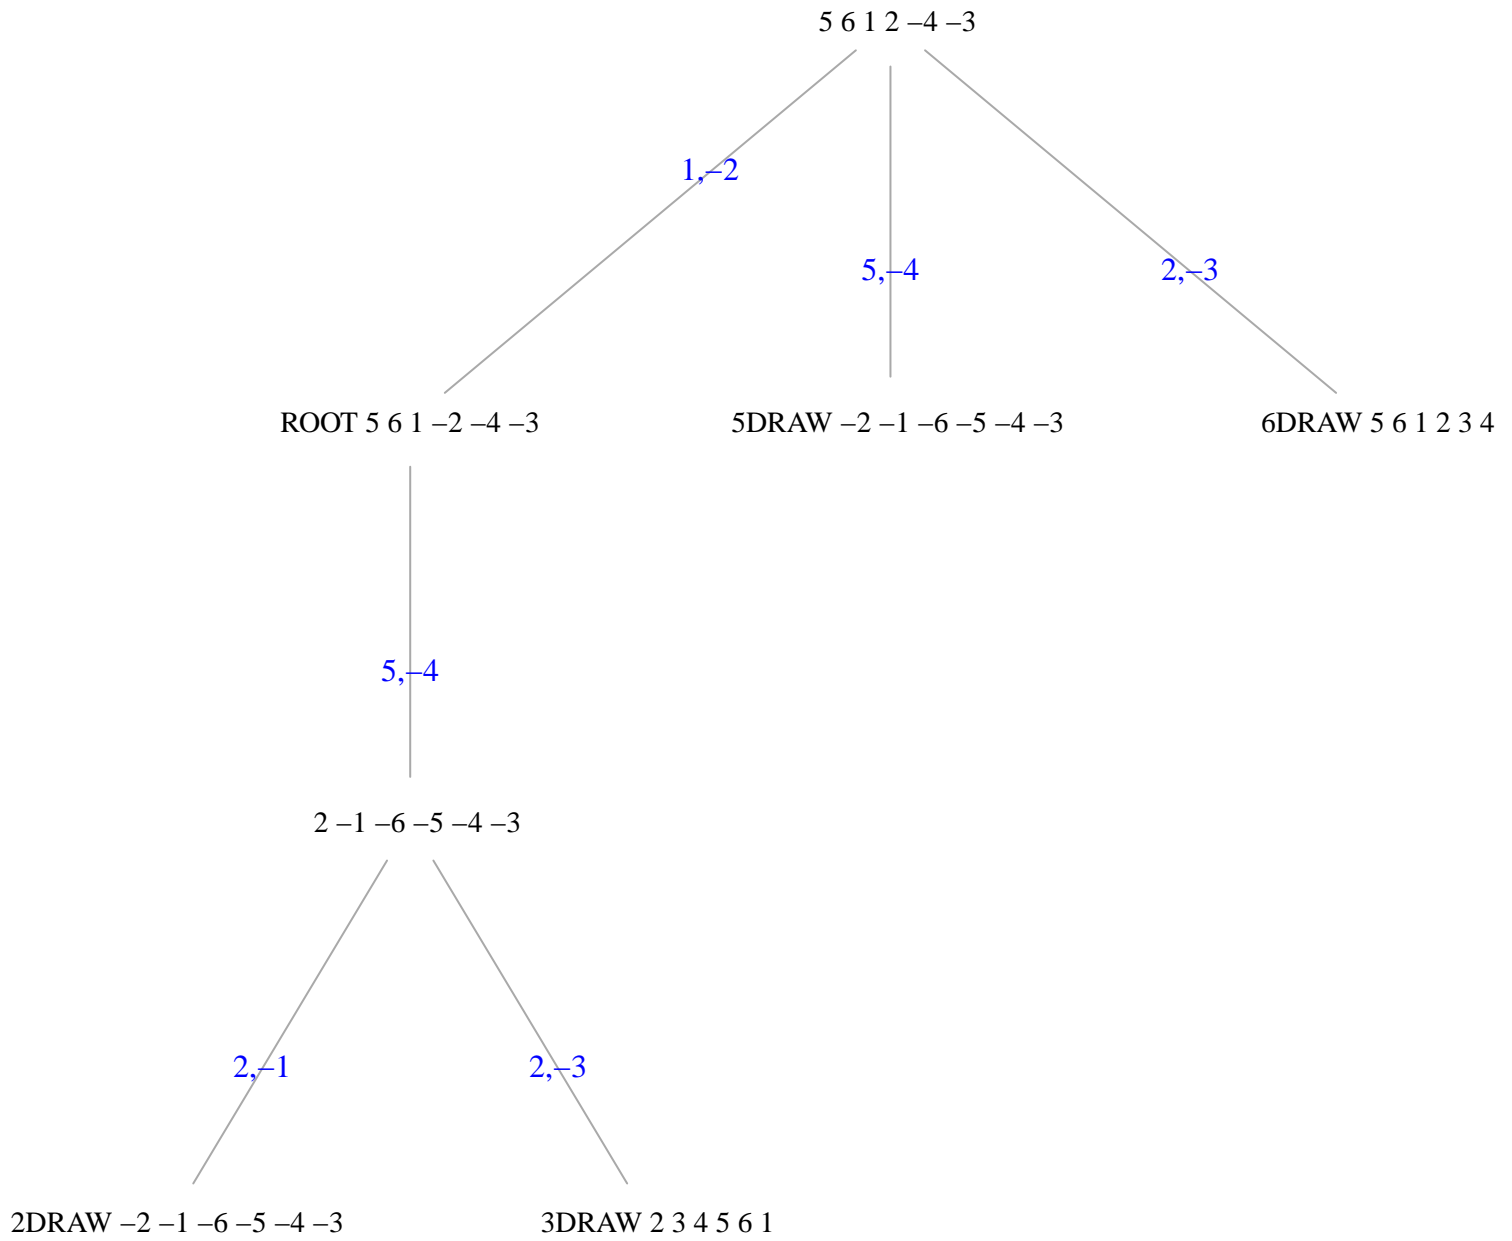 5 6 1 2 –4 –3
1,–2
5,–4
2,–3
ROOT 5 6 1 –2 –4 –3
5DRAW –2 –1 –6 –5 –4 –3
6DRAW 5 6 1 2 3 4
5,–4
2 –1 –6 –5 –4 –3
2,–1
2,–3
2DRAW –2 –1 –6 –5 –4 –3
3DRAW 2 3 4 5 6 1